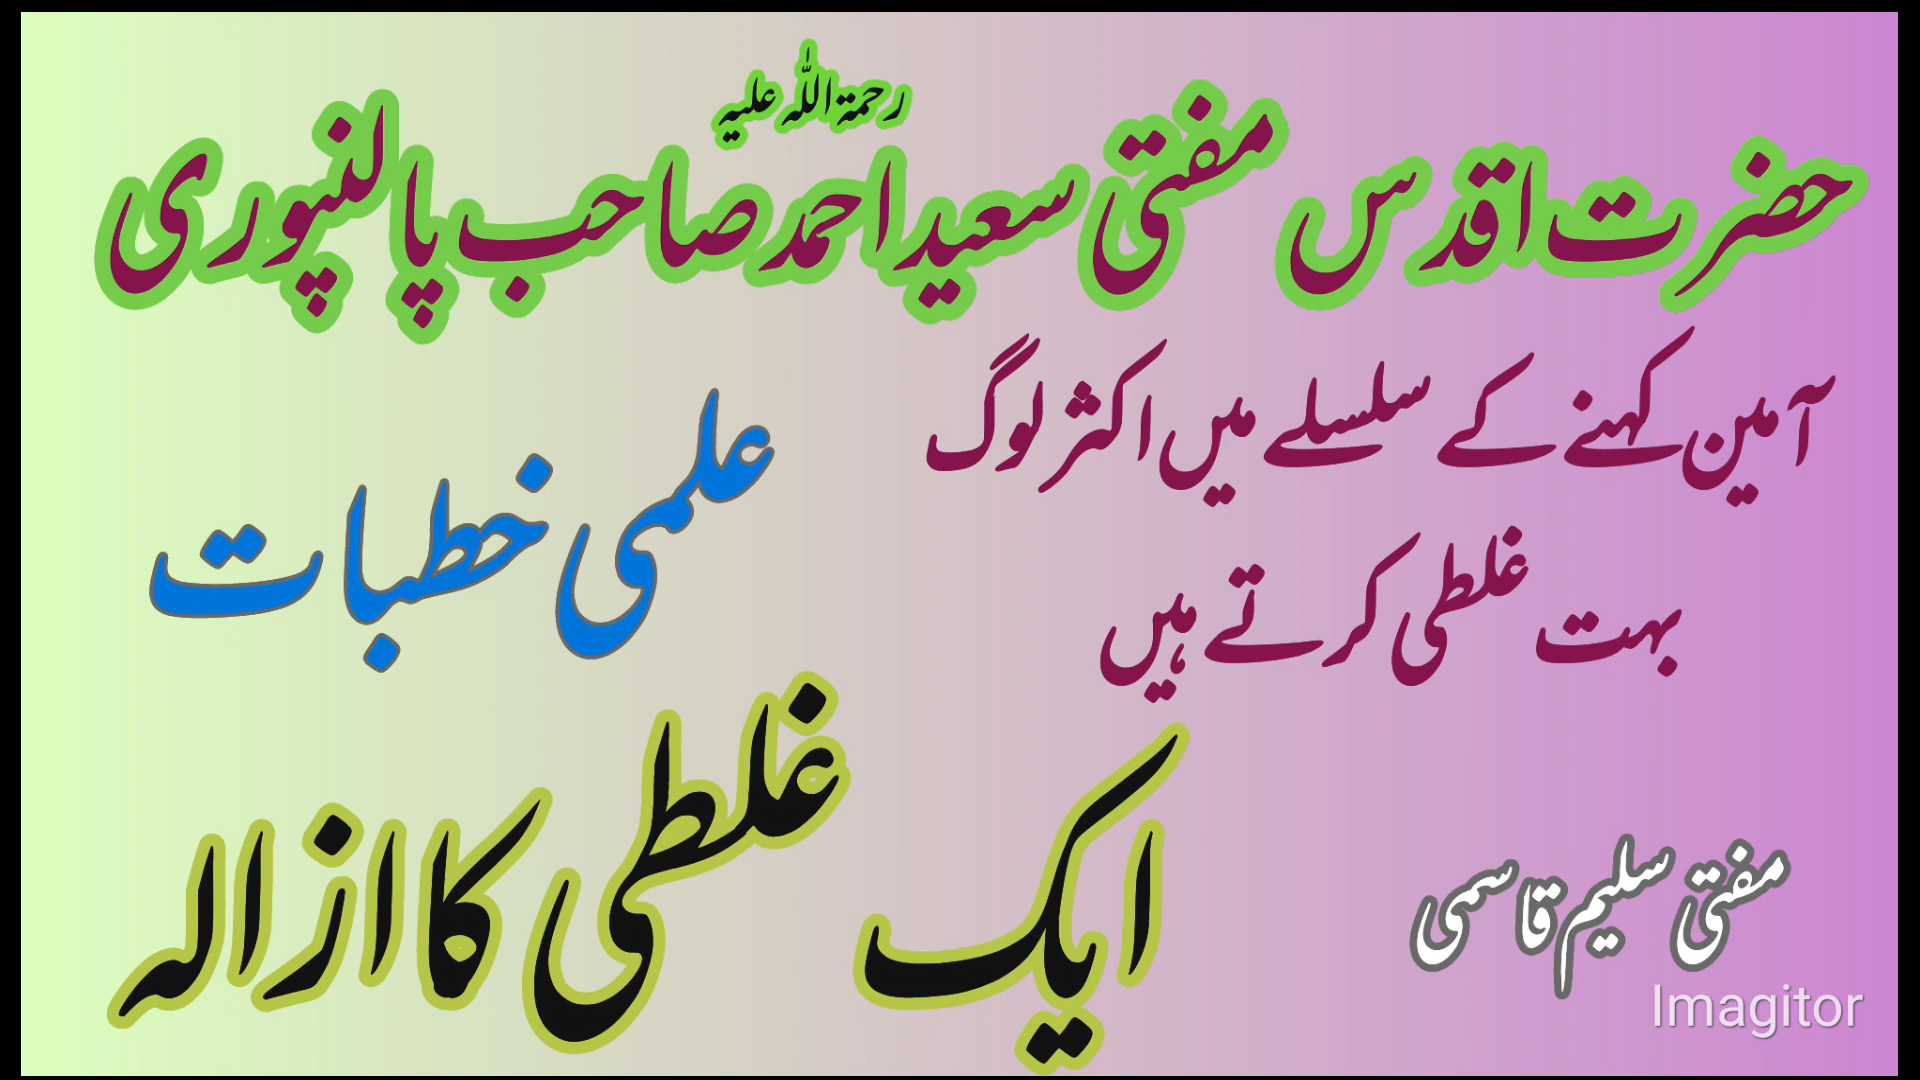 رحمۃ اللہ علیہ
حضرت اقدس مفتی سعید احمد صاحب پالنپوری
آمین کہنے کے سلسلے میں اکثر لوگ
بہت غلطی کرتے ہیں
علمی خطبات
ایک غلطی کا ازالہ
مفتی سلیم قاسمی
Imagitor